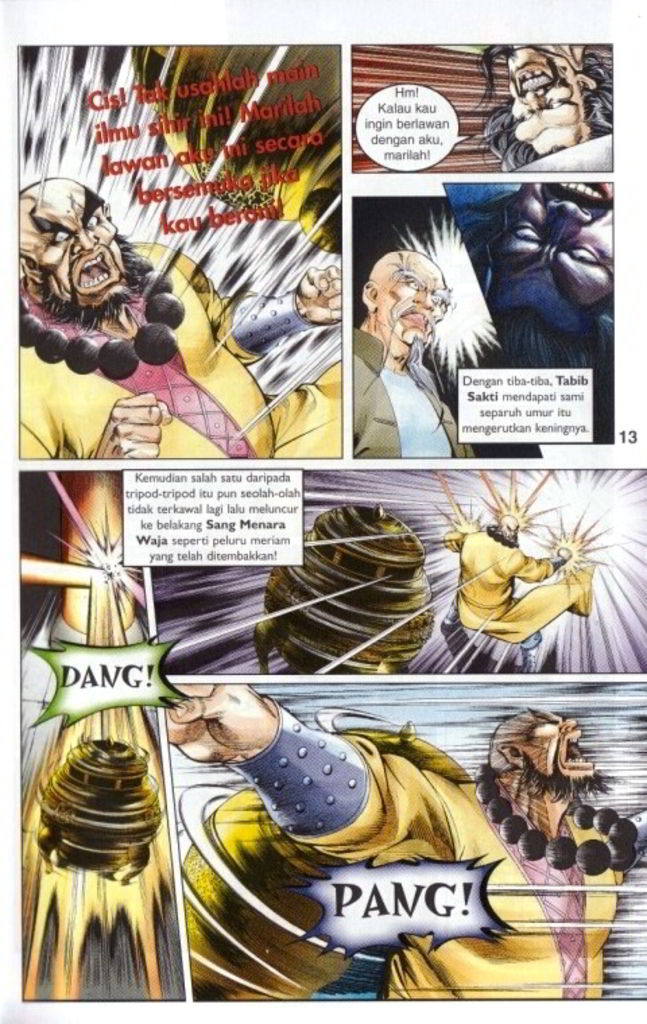 Cis! Tak usahlah main
ilmu sihir ini! Marilah
lawan aku ini secara
bersemuka jika
kau berani!
Hm!
Kalau kau
ingin berlawan
dengan aku,
marilah!
Dengan tiba-tiba, Tabib
Sakti mendapati sami
separuh umur itu
mengerutkan keningnya.
13
Kemudian salah satu daripada
tripod-tripod itu pun seolah-olah
tidak terkawal lagi lalu meluncur
ke belakang Sang Menara
Waja seperti peluru meriam
yang telah ditembakkan!
DANG!
PANG!